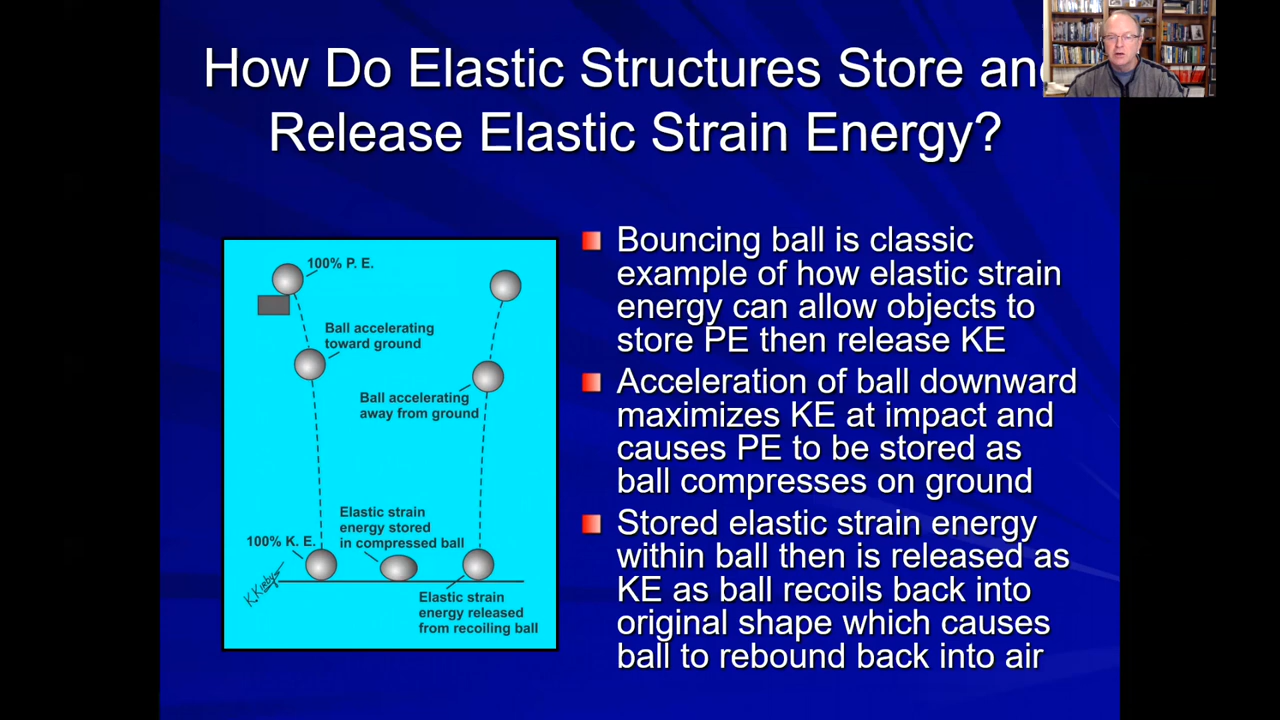 How Do Elastic Structures Store and
Release Elastic Strain Energy?
100% P. E.
Ball accelerating
toward ground
Ball accelerating
away from ground
Elastic strain
energy stored
in compressed ball
100% K. E.
K.Kirby
Elastic strain
energy released
from recoiling ball
Bouncing ball is classic
example of how elastic strain
energy can allow objects to
store PE then release KE
Acceleration of ball downward
maximizes KE at impact and
causes PE to be stored as
ball compresses on ground
Stored elastic strain energy
within ball then is released as
KE as ball recoils back into
original shape which causes
ball to rebound back into air